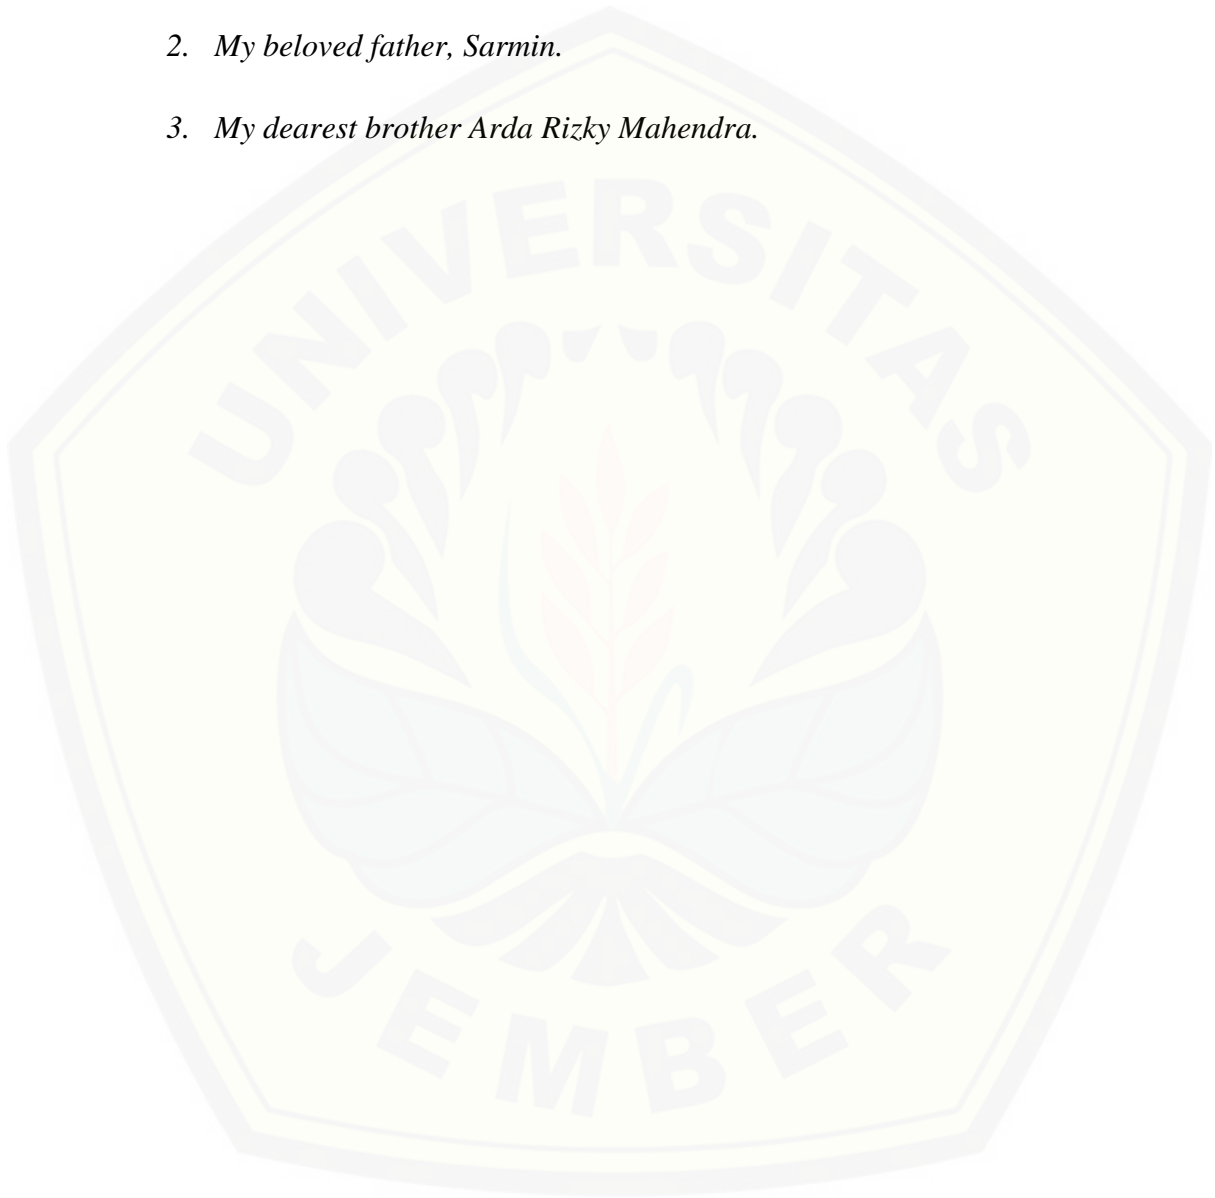 2. My beloved father, Sarmin.
3. My dearest brother Arda Rizky Mahendra.
UNIVERSITAS
JEMBER